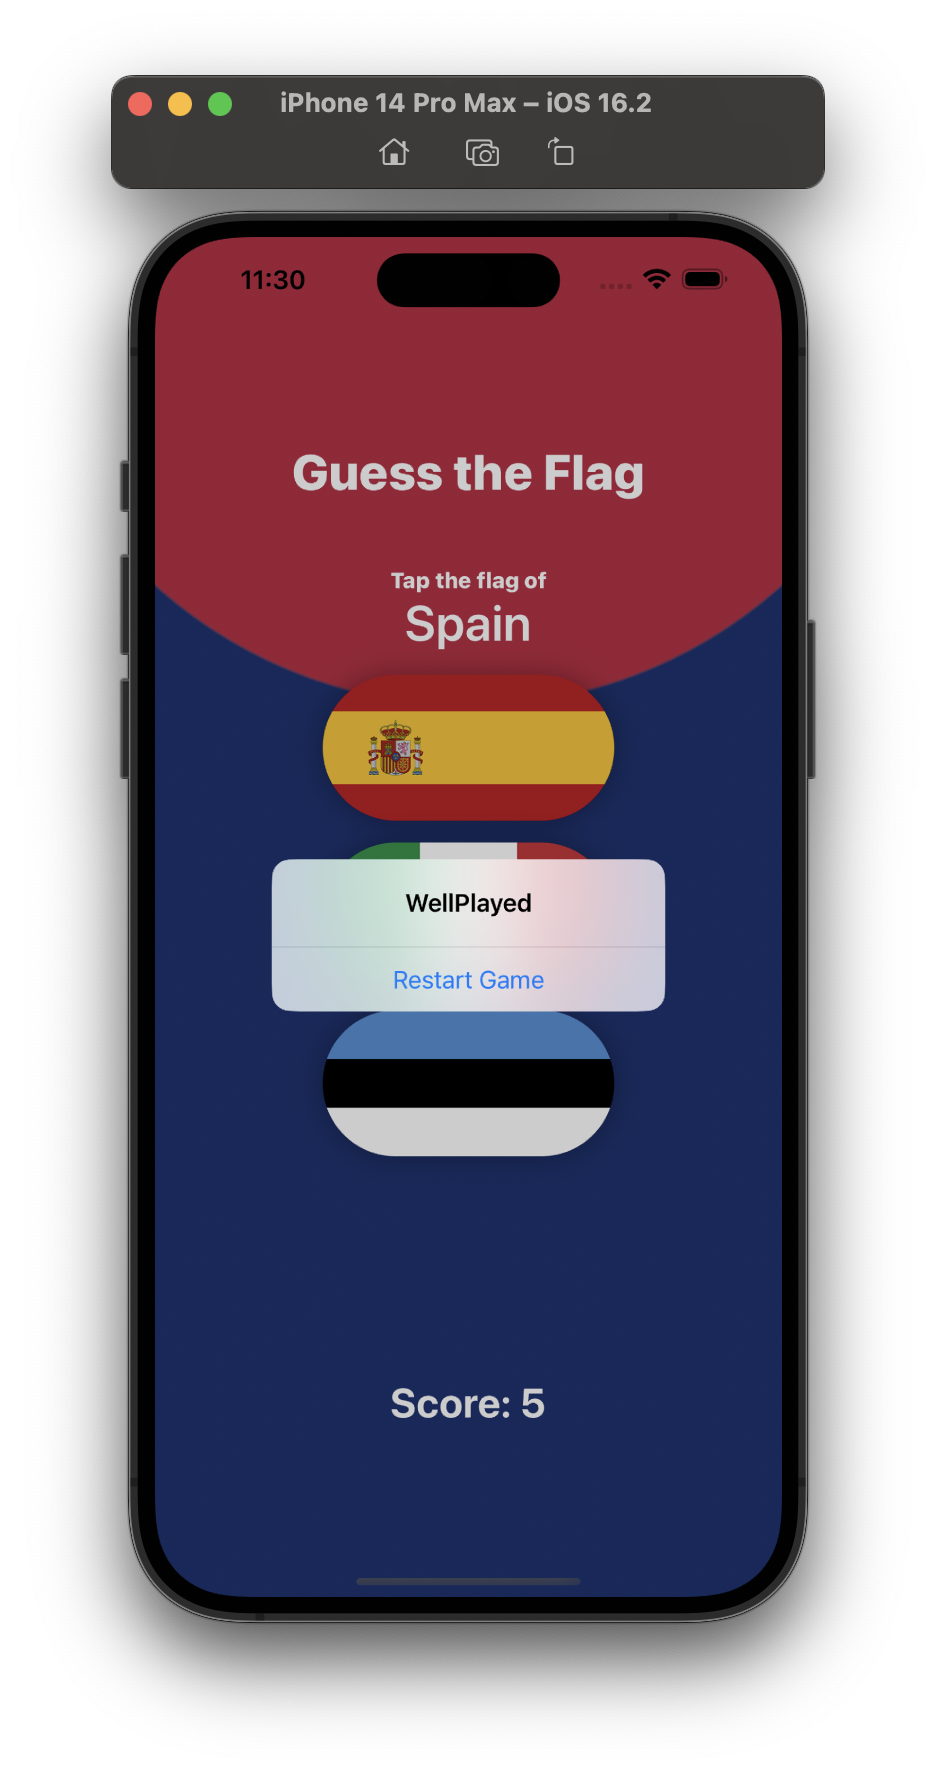 iPhone 14 Pro Max – iOS 16.2
11:30
Guess the Flag
Tap the flag of
Spain
WellPlayed
Restart Game
Score: 5